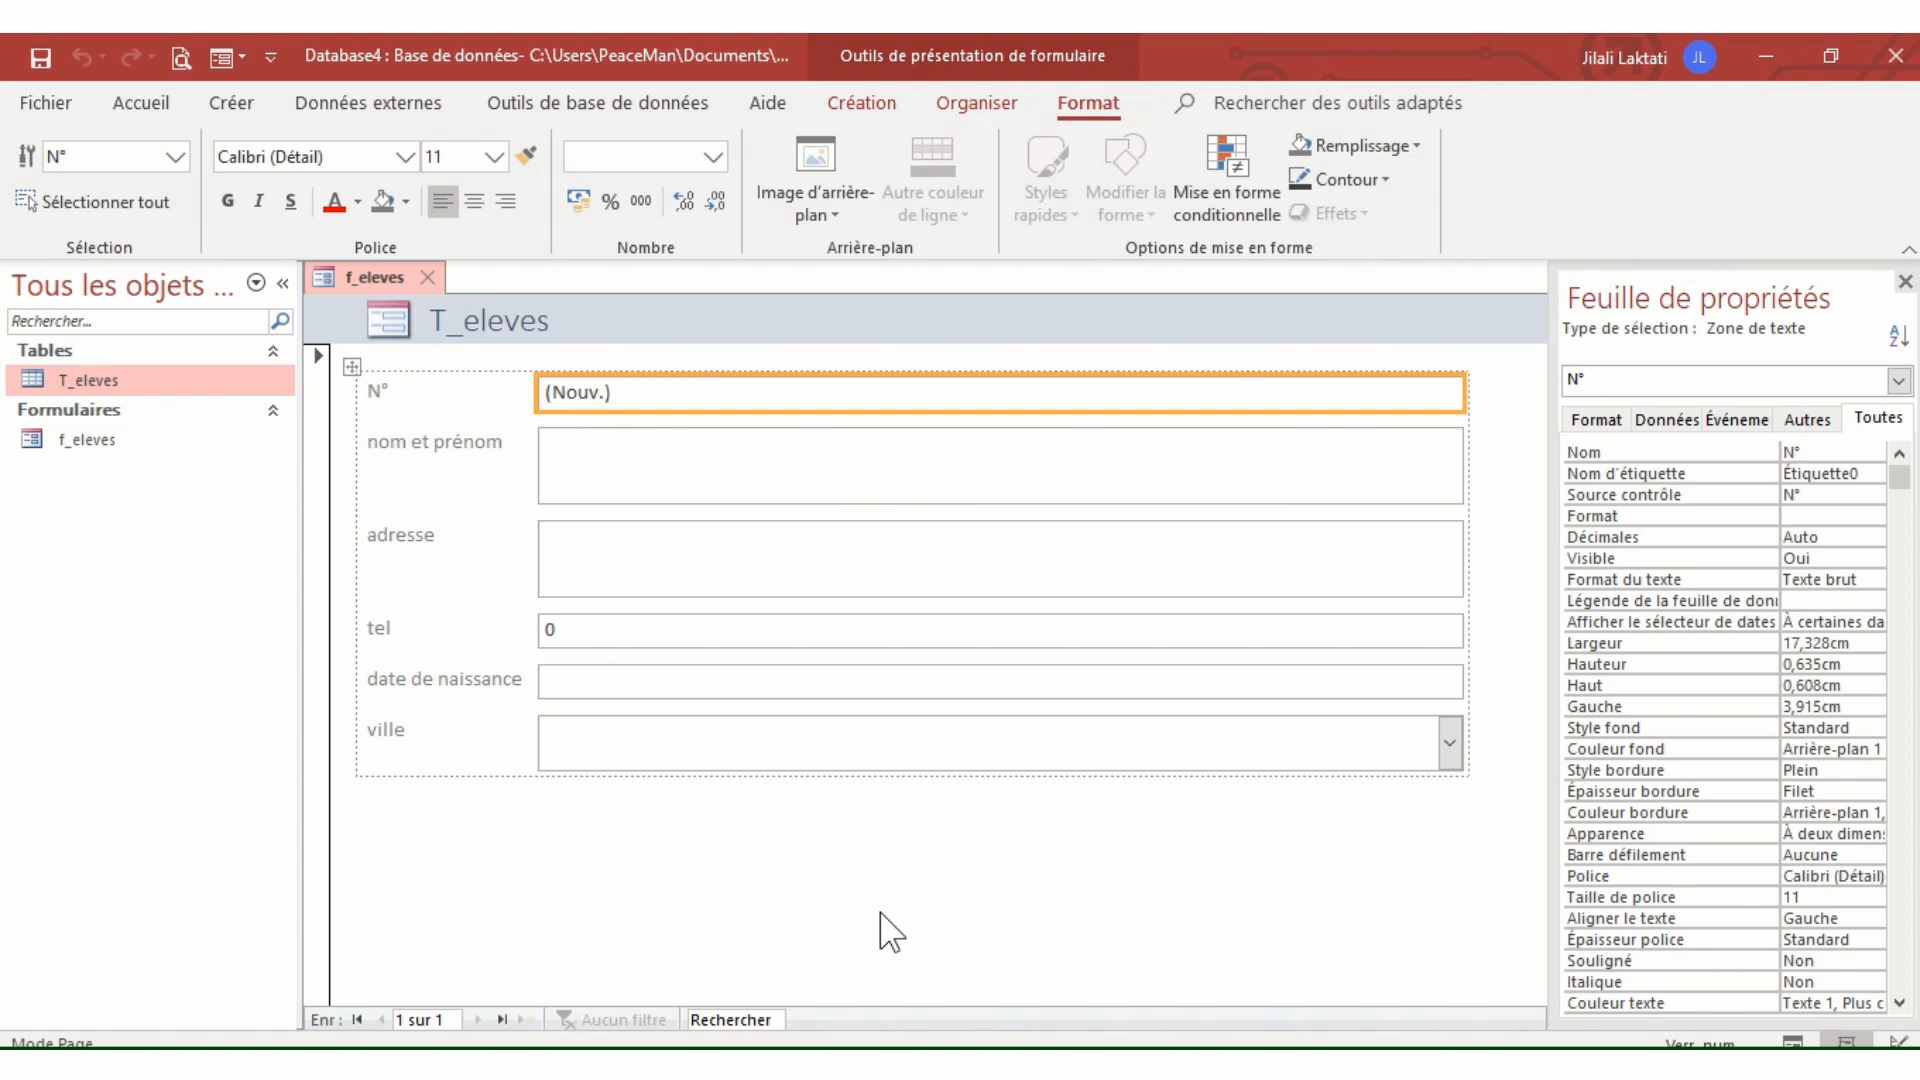 Database4 : Base de données- C:\Users\PeaceMan\Documents\...
Outils de présentation de formulaire
Jilali Laktati
JL
Fichier Accueil Créer Données externes Outils de base de données Aide Création Organiser Format Rechercher des outils adaptés
N°
Calibri (Détail) 11
Sélectionner tout
G I S A
% 000
Image d'arrière-plan
Autre couleur de ligne
Styles rapides
Modifier la forme
Mise en forme conditionnelle
Remplissage
Contour
Effets
Sélection Police Nombre Arrière-plan Options de mise en forme
Tous les objets ...
Rechercher...
Tables
T_eleves
Formulaires
f_eleves
f_eleves
T_eleves
N° (Nouv.)
nom et prénom
adresse
tel 0
date de naissance
ville
Enr : 1 sur 1 Aucun filtre Rechercher
Feuille de propriétés
Type de sélection : Zone de texte
N°
Format Données Événeme Autres Toutes
Nom N°
Nom d'étiquette Étiquette0
Source contrôle N°
Format
Décimales Auto
Visible Oui
Format du texte Texte brut
Légende de la feuille de donn
Afficher le sélecteur de dates À certaines da
Largeur 17,328cm
Hauteur 0,635cm
Haut 0,608cm
Gauche 3,915cm
Style fond Standard
Couleur fond Arrière-plan 1
Style bordure Plein
Épaisseur bordure Filet
Couleur bordure Arrière-plan 1,
Apparence À deux dimens
Barre défilement Aucune
Police Calibri (Détail)
Taille de police 11
Aligner le texte Gauche
Épaisseur police Standard
Souligné Non
Italique Non
Couleur texte Texte 1, Plus c
Mode Page
Verr. num.